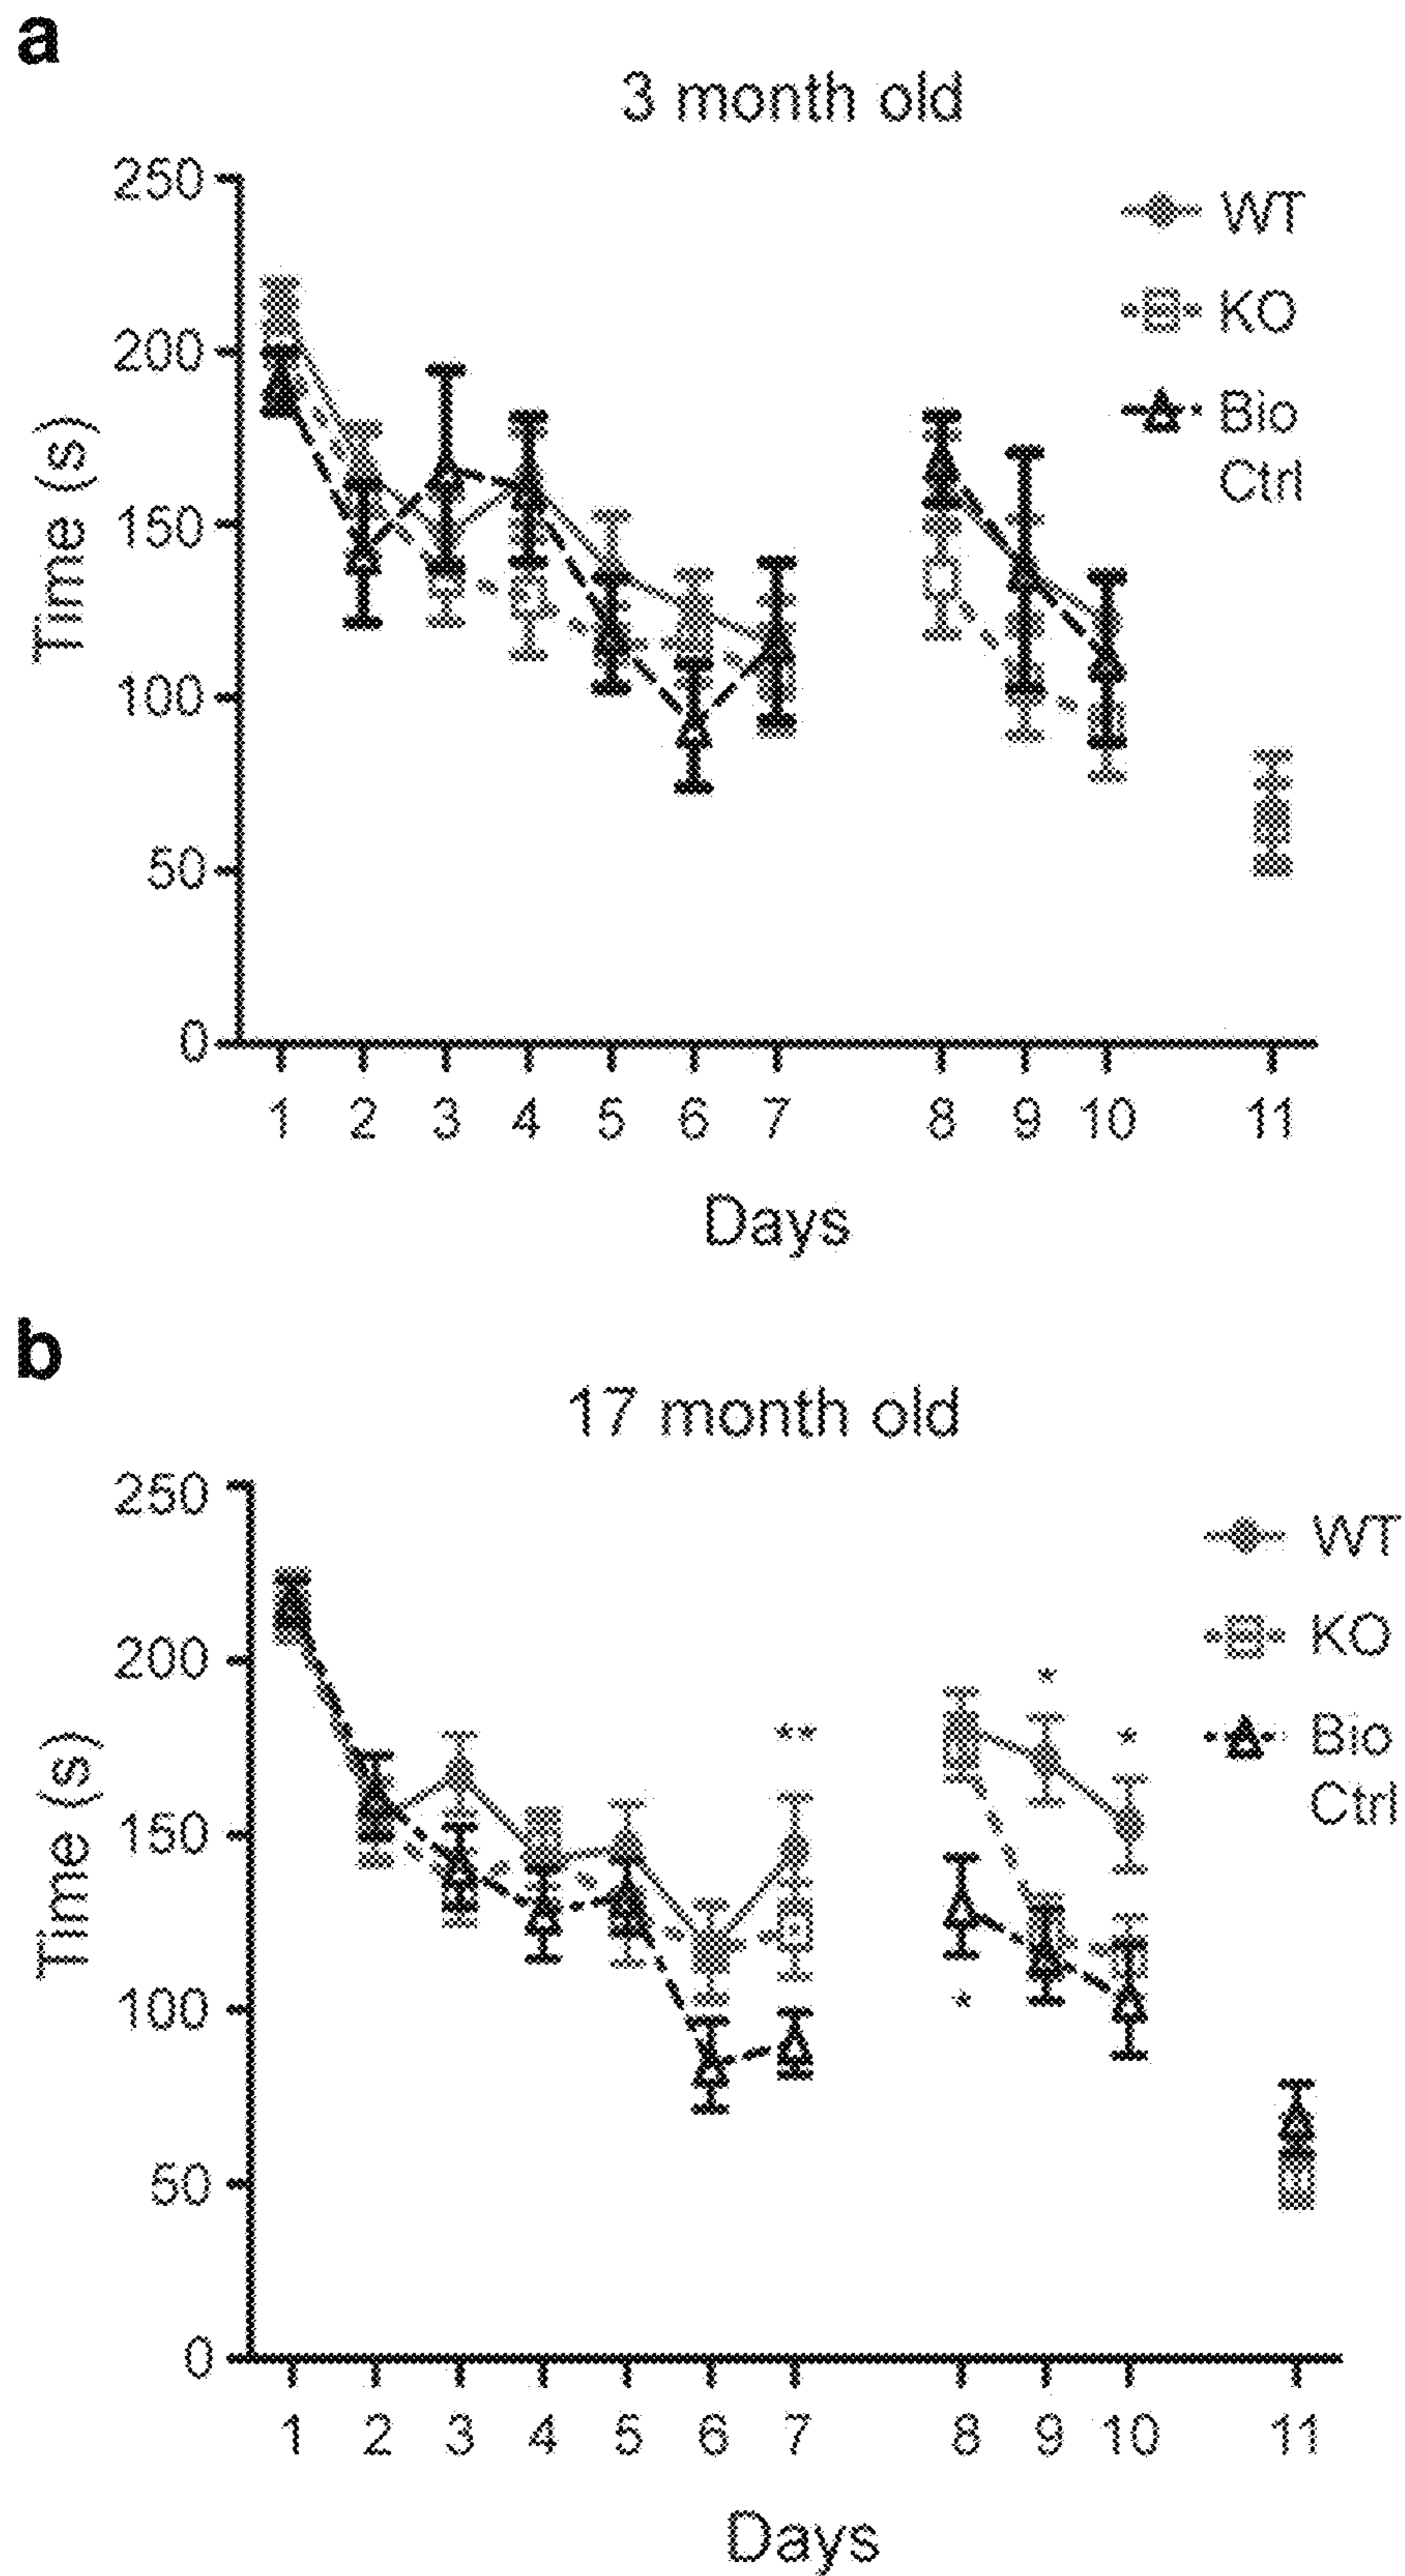 a
3 month old
250
200
150
100
50
0
Time (s)
WT
KO
Bio
Ctrl
1 2 3 4 5 6 7 8 9 10 11
Days
b
17 month old
250
200
150
100
50
0
Time (s)
WT
KO
Bio
Ctrl
**
*
*
*
1 2 3 4 5 6 7 8 9 10 11
Days